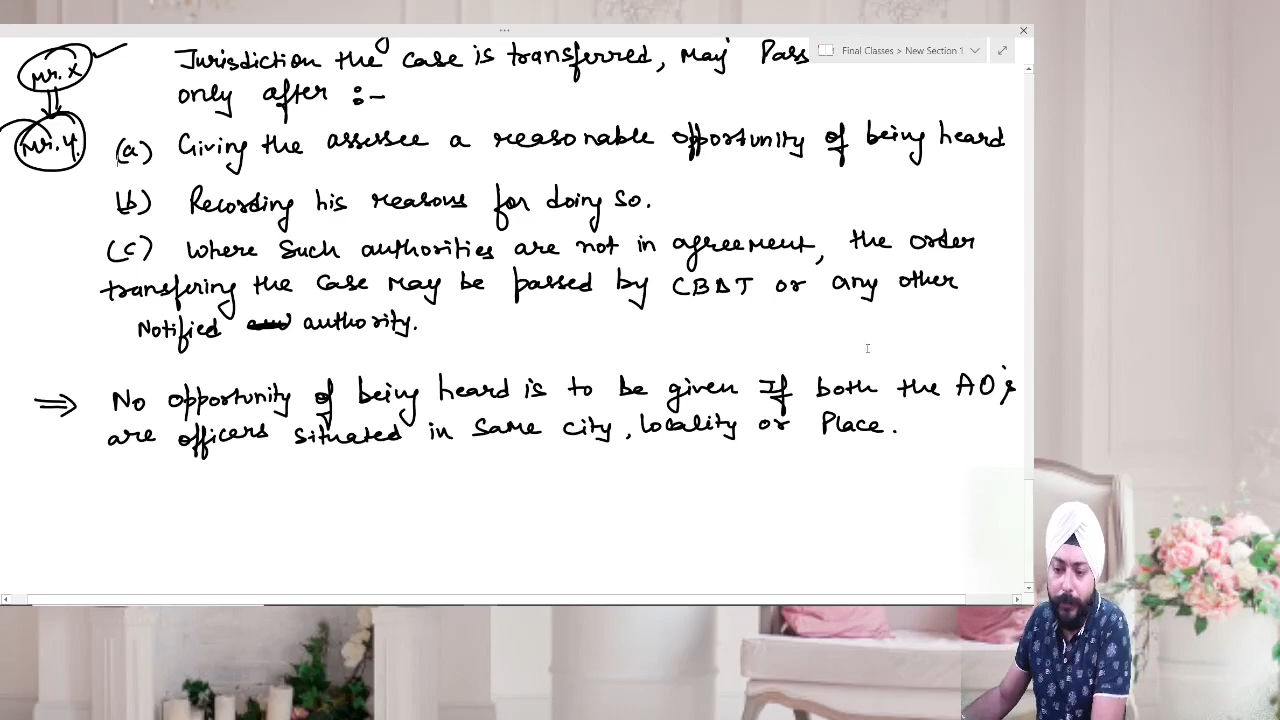 Final Classes > New Section 1
Mr. X
Mr. Y.
Jurisdiction the case is transferred, may Pass
only after :-
(a) Giving the assessee a reasonable opportunity of being heard
(b) Recording his reasons for doing so.
(c) where such authorities are not in agreement, the order
transfering the case may be passed by CBDT or any other
Notified authority.
⇒ No opportunity of being heard is to be given If both the AO's
are officers situated in same city, locality or Place.